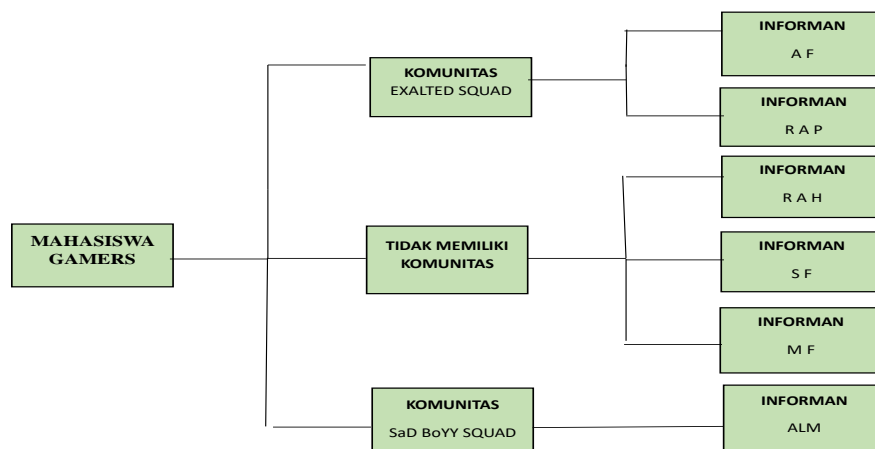 MAHASISWA
GAMERS
KOMUNITAS
EXALTED SQUAD
INFORMAN
A F
INFORMAN
R A P
TIDAK MEMILIKI
KOMUNITAS
INFORMAN
R A H
INFORMAN
S F
INFORMAN
M F
KOMUNITAS
SaD BoYY SQUAD
INFORMAN
ALM